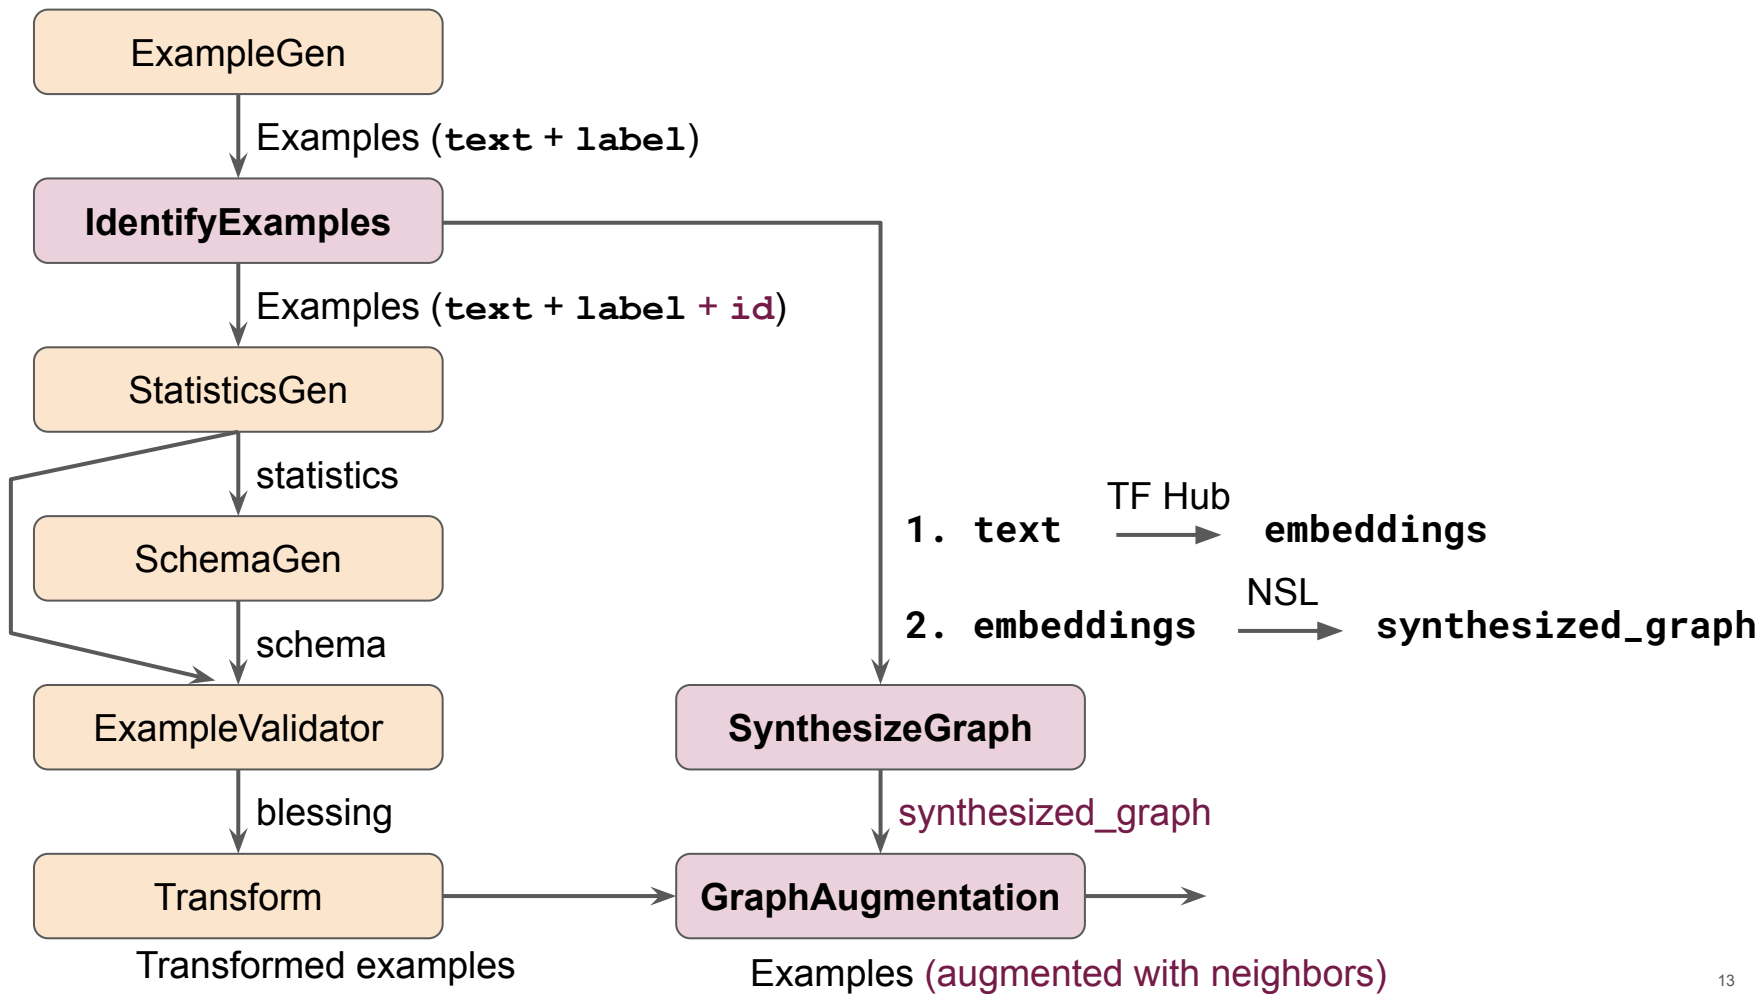 ExampleGen
Examples (text + label)
IdentifyExamples
Examples (text + label + id)
StatisticsGen
statistics
SchemaGen
schema
ExampleValidator
blessing
Transform
Transformed examples
TF Hub
1. text embeddings
NSL
2. embeddings synthesized_graph
SynthesizeGraph
synthesized_graph
GraphAugmentation
Examples (augmented with neighbors)
13